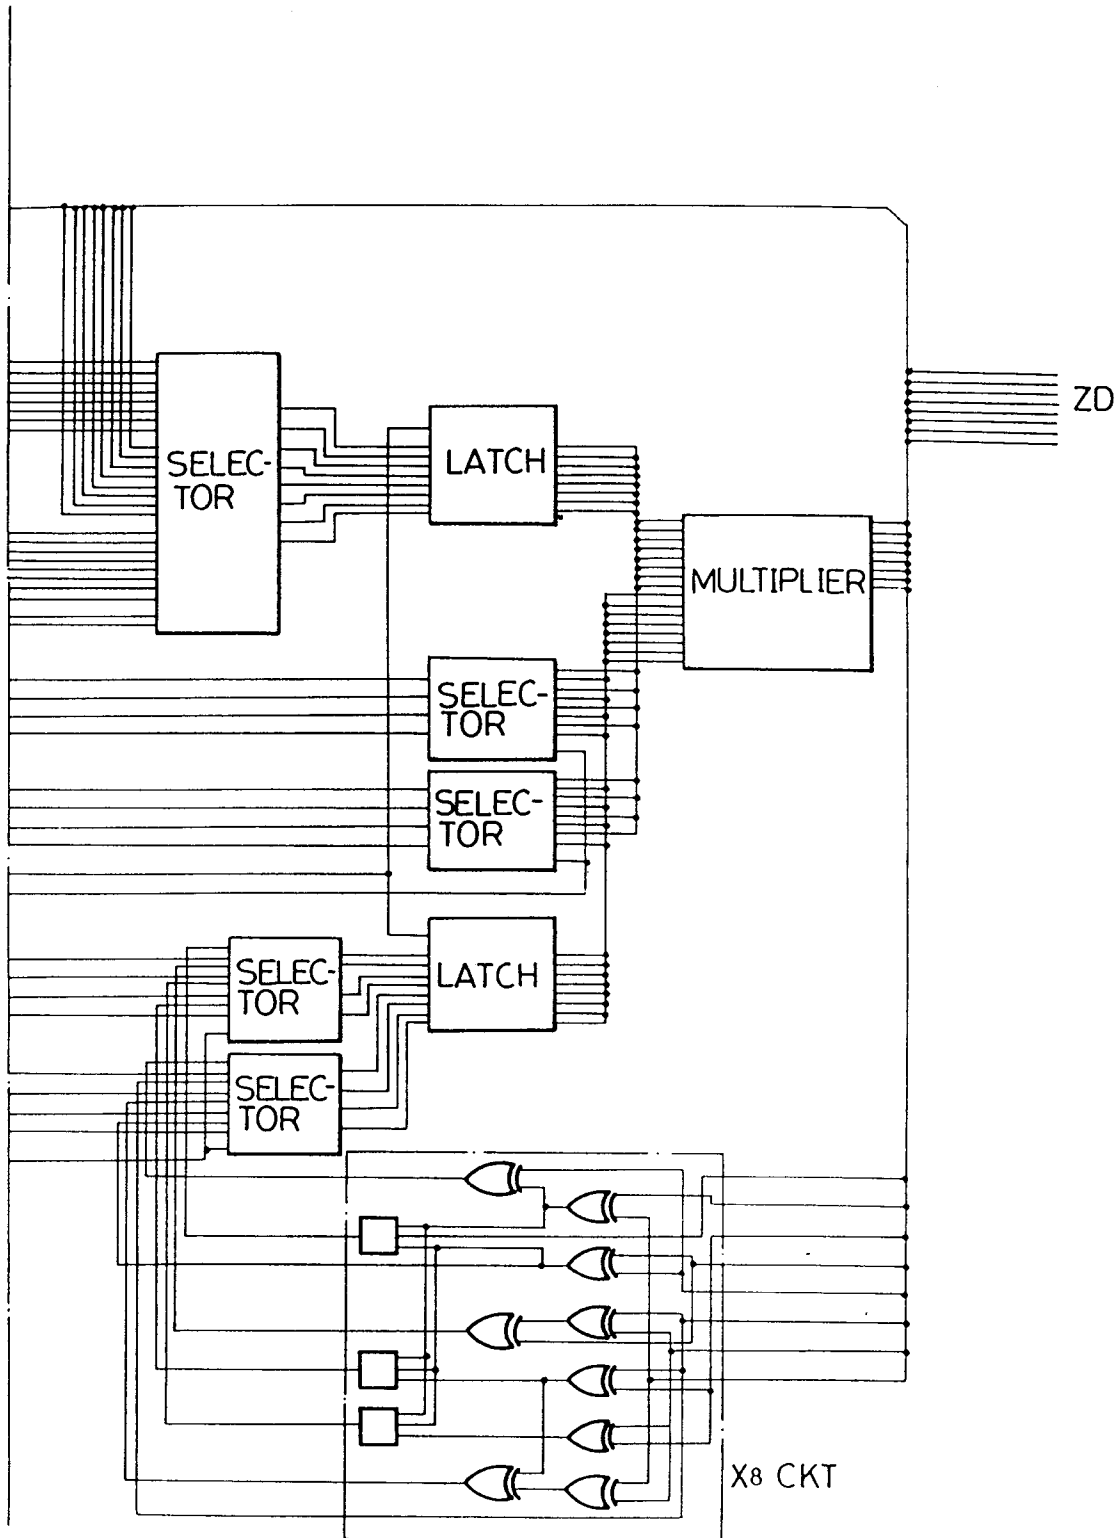 ZD
SELEC-
TOR
LATCH
MULTIPLIER
SELEC-
TOR
SELEC-
TOR
SELEC-
TOR
LATCH
SELEC-
TOR
X8 CKT